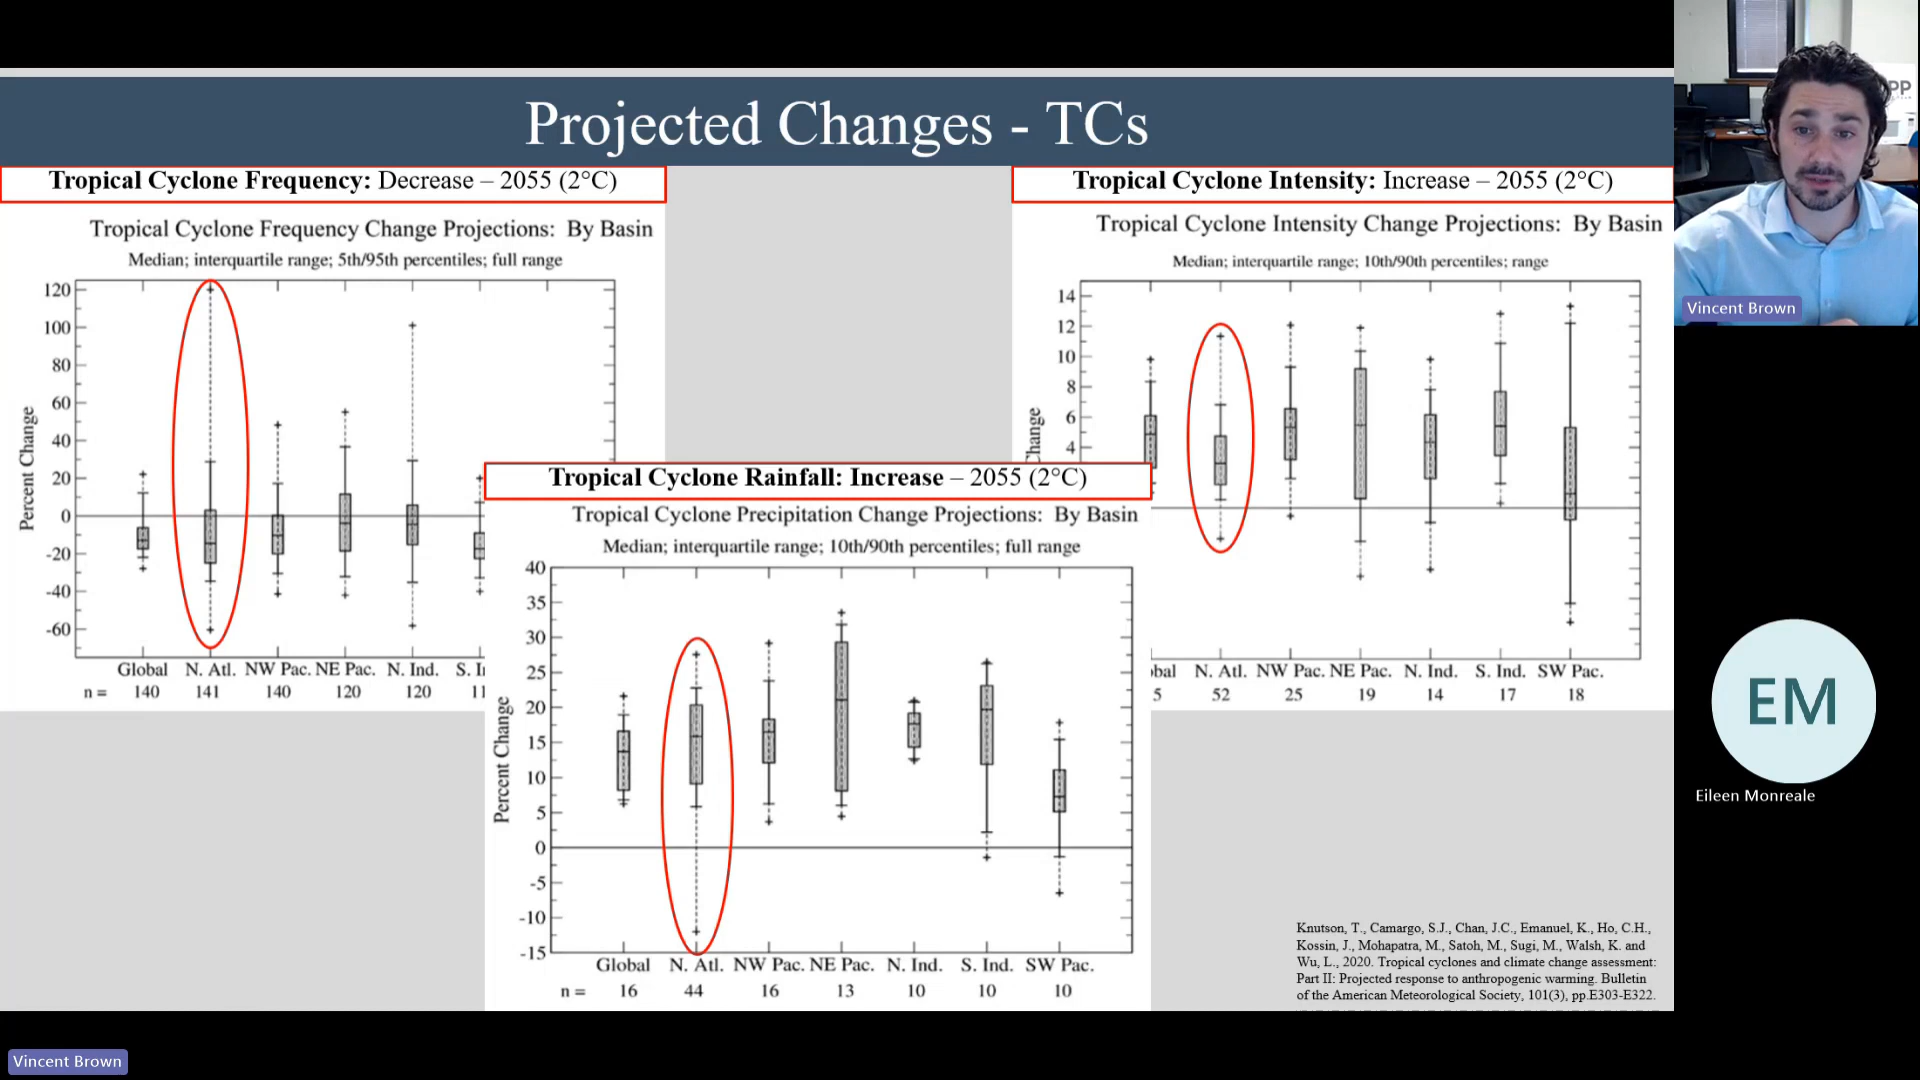 Projected Changes - TCs
Tropical Cyclone Frequency: Decrease – 2055 (2°C)
Tropical Cyclone Frequency Change Projections: By Basin
Median; interquartile range; 5th/95th percentiles; full range
Percent Change
120
100
80
60
40
20
0
-20
-40
-60
Global N. Atl. NW Pac. NE Pac. N. Ind. S. I
n = 140 141 140 120 120 11
Tropical Cyclone Intensity: Increase – 2055 (2°C)
Tropical Cyclone Intensity Change Projections: By Basin
Median; interquartile range; 10th/90th percentiles; range
Change
14
12
10
8
6
4
bal N. Atl. NW Pac. NE Pac. N. Ind. S. Ind. SW Pac.
5 52 25 19 14 17 18
Tropical Cyclone Rainfall: Increase – 2055 (2°C)
Tropical Cyclone Precipitation Change Projections: By Basin
Median; interquartile range; 10th/90th percentiles; full range
Percent Change
40
35
30
25
20
15
10
5
0
-5
-10
-15
Global N. Atl. NW Pac. NE Pac. N. Ind. S. Ind. SW Pac.
n = 16 44 16 13 10 10 10
Knutson, T., Camargo, S.J., Chan, J.C., Emanuel, K., Ho, C.H.,
Kossin, J., Mohapatra, M., Satoh, M., Sugi, M., Walsh, K. and
Wu, L., 2020. Tropical cyclones and climate change assessment:
Part II: Projected response to anthropogenic warming. Bulletin
of the American Meteorological Society, 101(3), pp.E303-E322.
PP
Vincent Brown
EM
Eileen Monreale
Vincent Brown